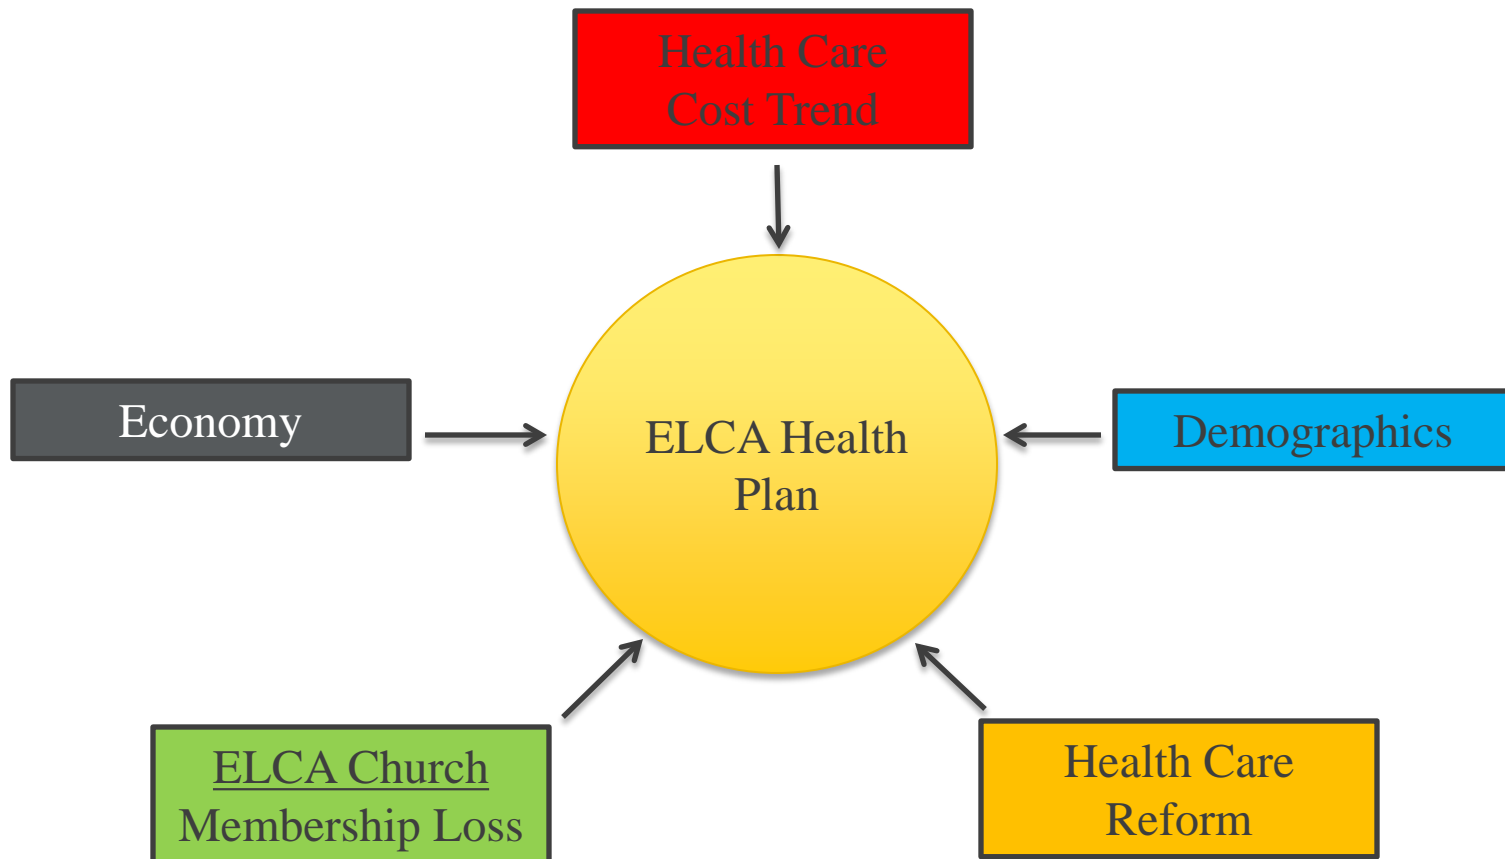 Health Care
Cost Trend
Economy
ELCA Health
Plan
Demographics
ELCA Church
Membership Loss
Health Care
Reform